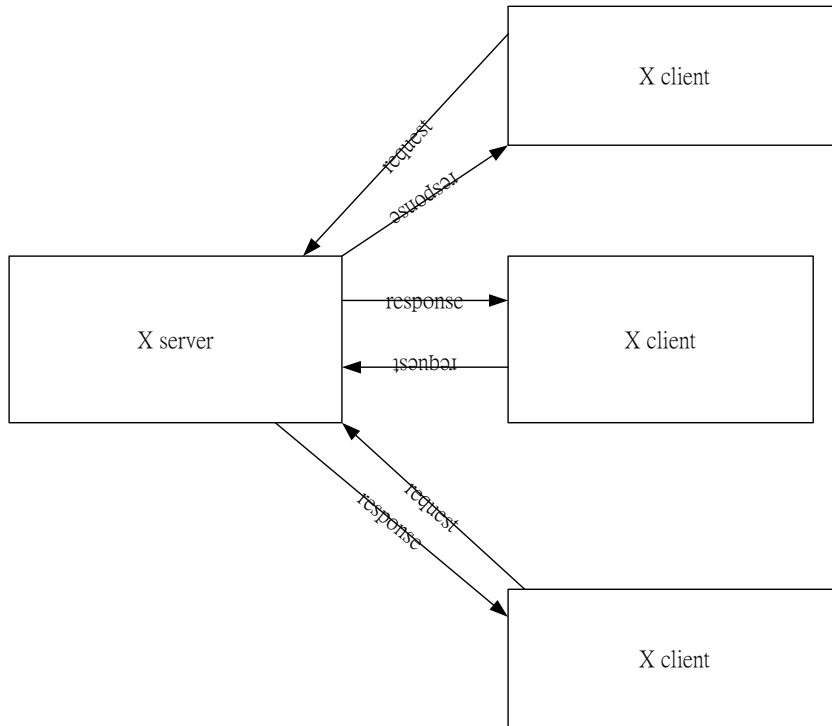 X client
request
response
X server
response
X client
request
request
response
X client